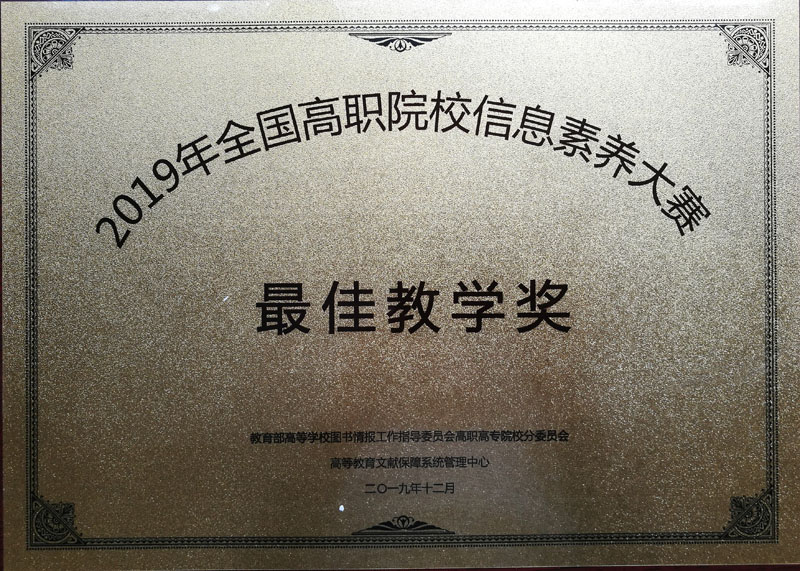 2019年全国高职院校信息素养大赛
最佳教学奖
教育部高等学校图书情报工作指导委员会高职高专院校分委员会
高等教育文献保障系统管理中心
二〇一九年十二月